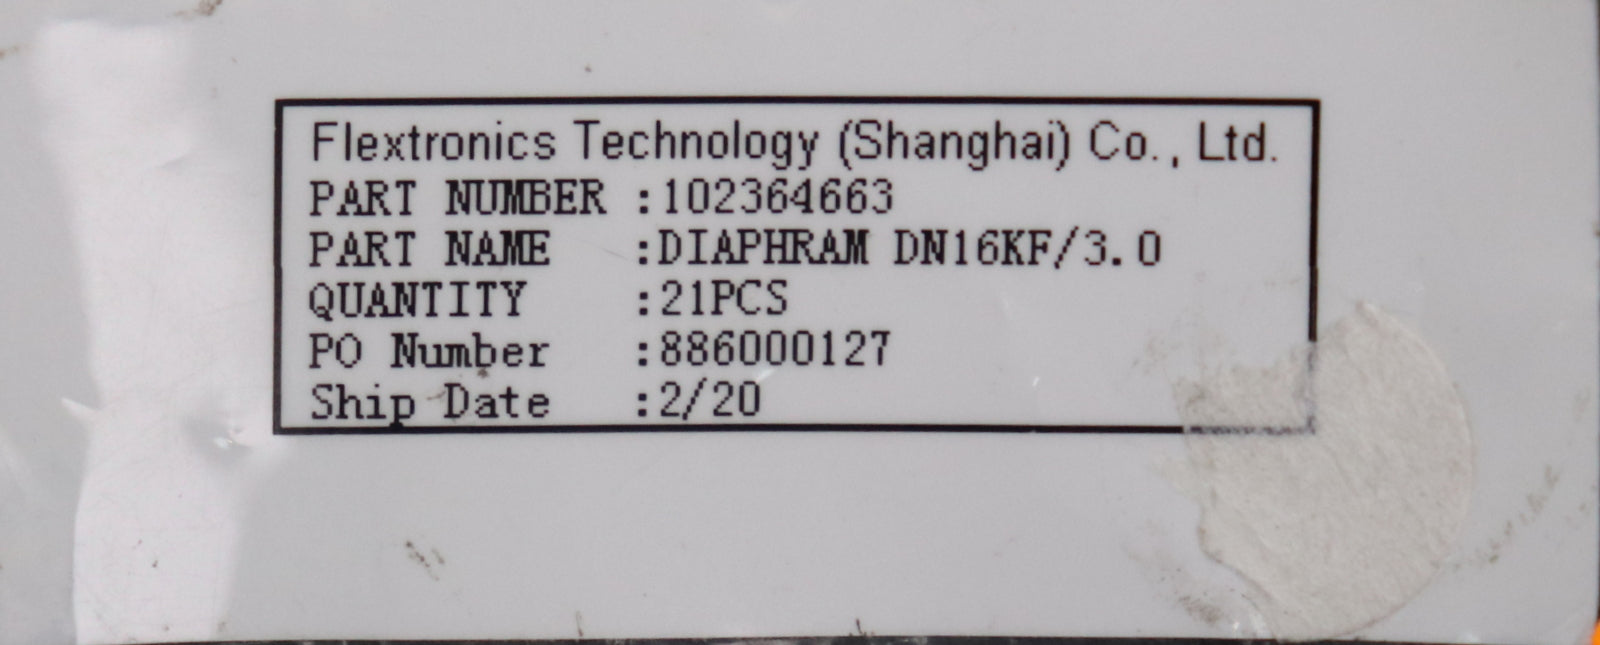 Flextronics Technology (Shanghai) Co., Ltd.
PART NUMBER :102364663
PART NAME :DIAPHRAM DN16KF/3.0
QUANTITY :21PCS
PO Number :886000127
Ship Date :2/20